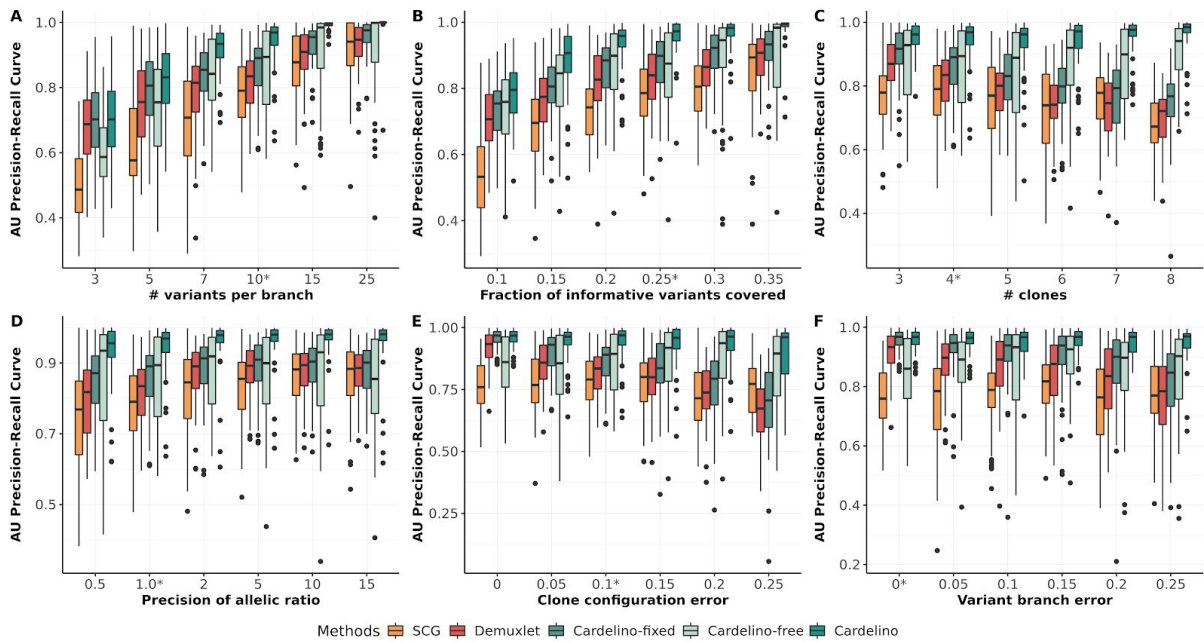 A
AU Precision-Recall Curve
1.0
0.8
0.6
0.4
3 5 7 10* 15 25
# variants per branch
B
AU Precision-Recall Curve
1.0
0.8
0.6
0.4
0.1 0.15 0.2 0.25* 0.3 0.35
Fraction of informative variants covered
C
AU Precision-Recall Curve
1.0
0.8
0.6
0.4
3 4* 5 6 7 8
# clones
D
AU Precision-Recall Curve
0.9
0.7
0.5
0.5 1.0* 2 5 10 15
Precision of allelic ratio
E
AU Precision-Recall Curve
1.00
0.75
0.50
0.25
0 0.05 0.1* 0.15 0.2 0.25
Clone configuration error
F
AU Precision-Recall Curve
1.0
0.8
0.6
0.4
0.2
0* 0.05 0.1 0.15 0.2 0.25
Variant branch error
Methods SCG Demuxlet Cardelino-fixed Cardelino-free Cardelino